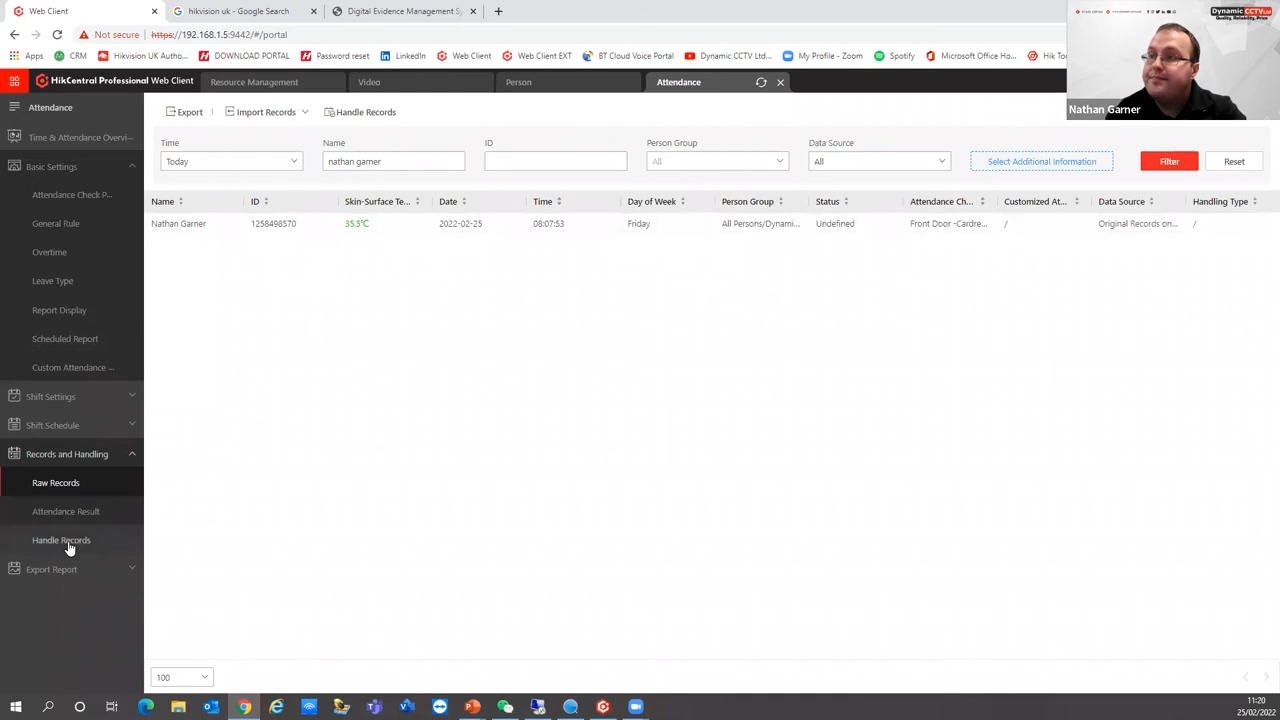 Web Client
hikvision uk - Google Search
Digital Evidence Management Sy
Not secure
https://192.168.1.5:9442/#/portal
Apps
CRM
Hikvision UK Autho...
DOWNLOAD PORTAL
Password reset
LinkedIn
Web Client
Web Client EXT
BT Cloud Voice Portal
Dynamic CCTV Ltd...
My Profile - Zoom
Spotify
Microsoft Office Ho...
Hik To
Dynamic CCTV Ltd
Quality, Reliability, Price
Nathan Garner
HikCentral Professional Web Client
Resource Management
Video
Person
Attendance
Attendance
Time & Attendance Overvi...
Basic Settings
Attendance Check P...
General Rule
Overtime
Leave Type
Report Display
Scheduled Report
Custom Attendance ...
Shift Settings
Shift Schedule
Records and Handling
Raw Records
Attendance Result
Handle Records
Export Report
Export
Import Records
Handle Records
Time
Name
ID
Person Group
Data Source
Today
nathan garner
All
All
Select Additional Information
Filter
Reset
Name ID Skin-Surface Te... Date Time Day of Week Person Group Status Attendance Ch... Customized At... Data Source Handling Type
Nathan Garner 1258498570 35.5℃ 2022-02-25 08:07:53 Friday All Persons/Dynami... Undefined Front Door -Cardre... / Original Records on... /
100
11:20
25/02/2022